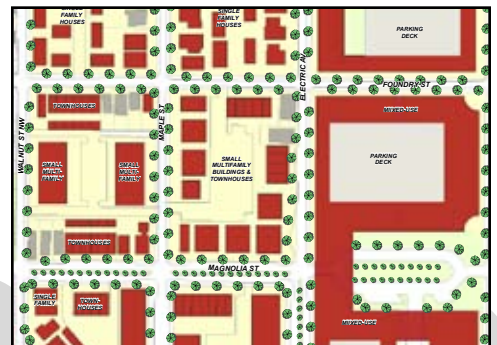 FAMILY
HOUSES
SINGLE
FAMILY
HOUSES
PARKING
DECK
ELECTRIC AV
FOUNDRY ST
TOWNHOUSES
MAPLE ST
MIXED-USE
WALNUT ST NW
SMALL
MULTI-
FAMILY
SMALL
MULTI-
FAMILY
SMALL
MULTIFAMILY
BUILDINGS &
TOWNHOUSES
PARKING
DECK
TOWNHOUSES
MAGNOLIA ST
SINGLE
FAMILY
TOWN-
HOUSES
MIXED-USE